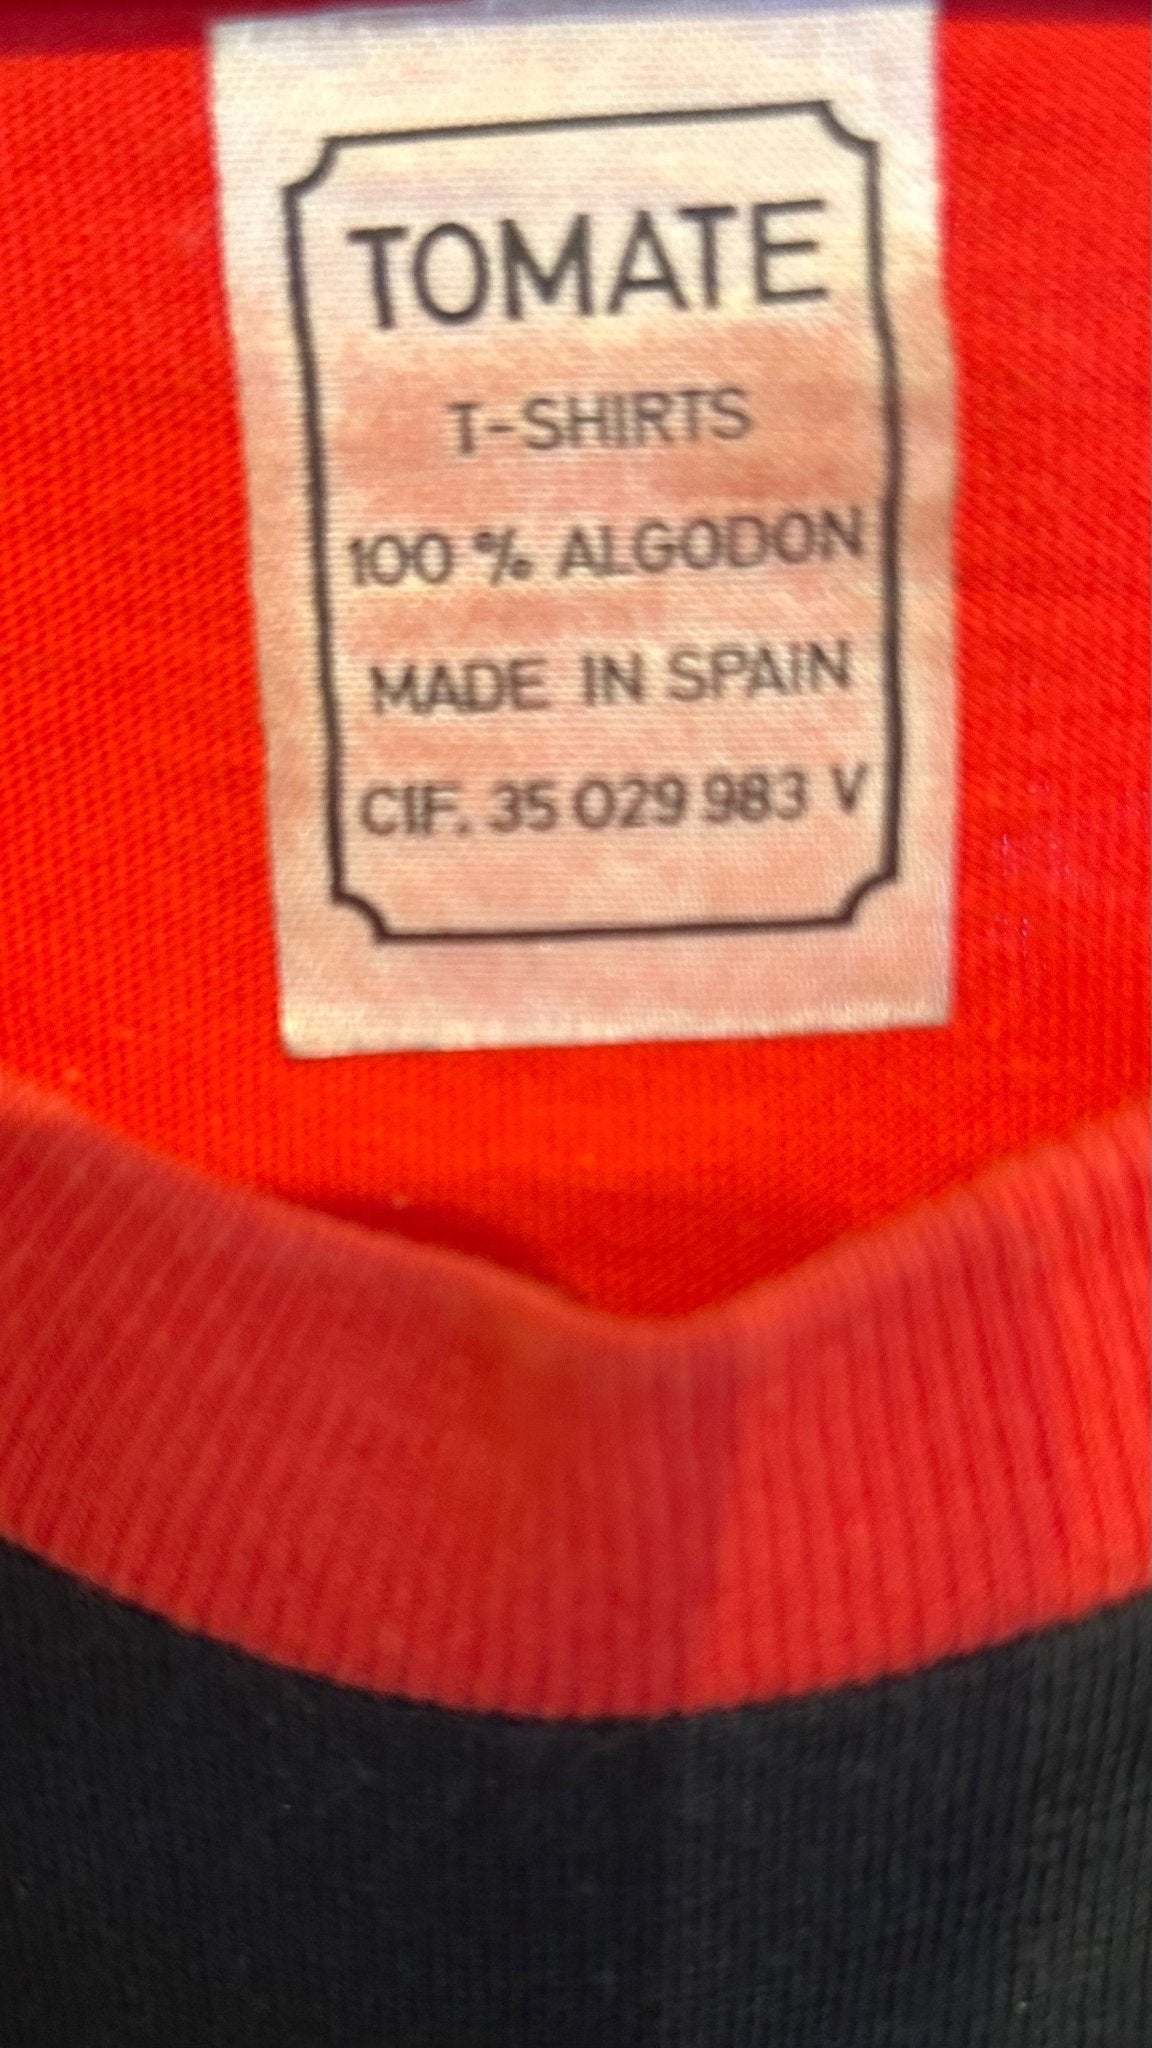 TOMATE
T-SHIRTS
100 % ALGODON
MADE IN SPAIN
CIF. 35 029 983 V